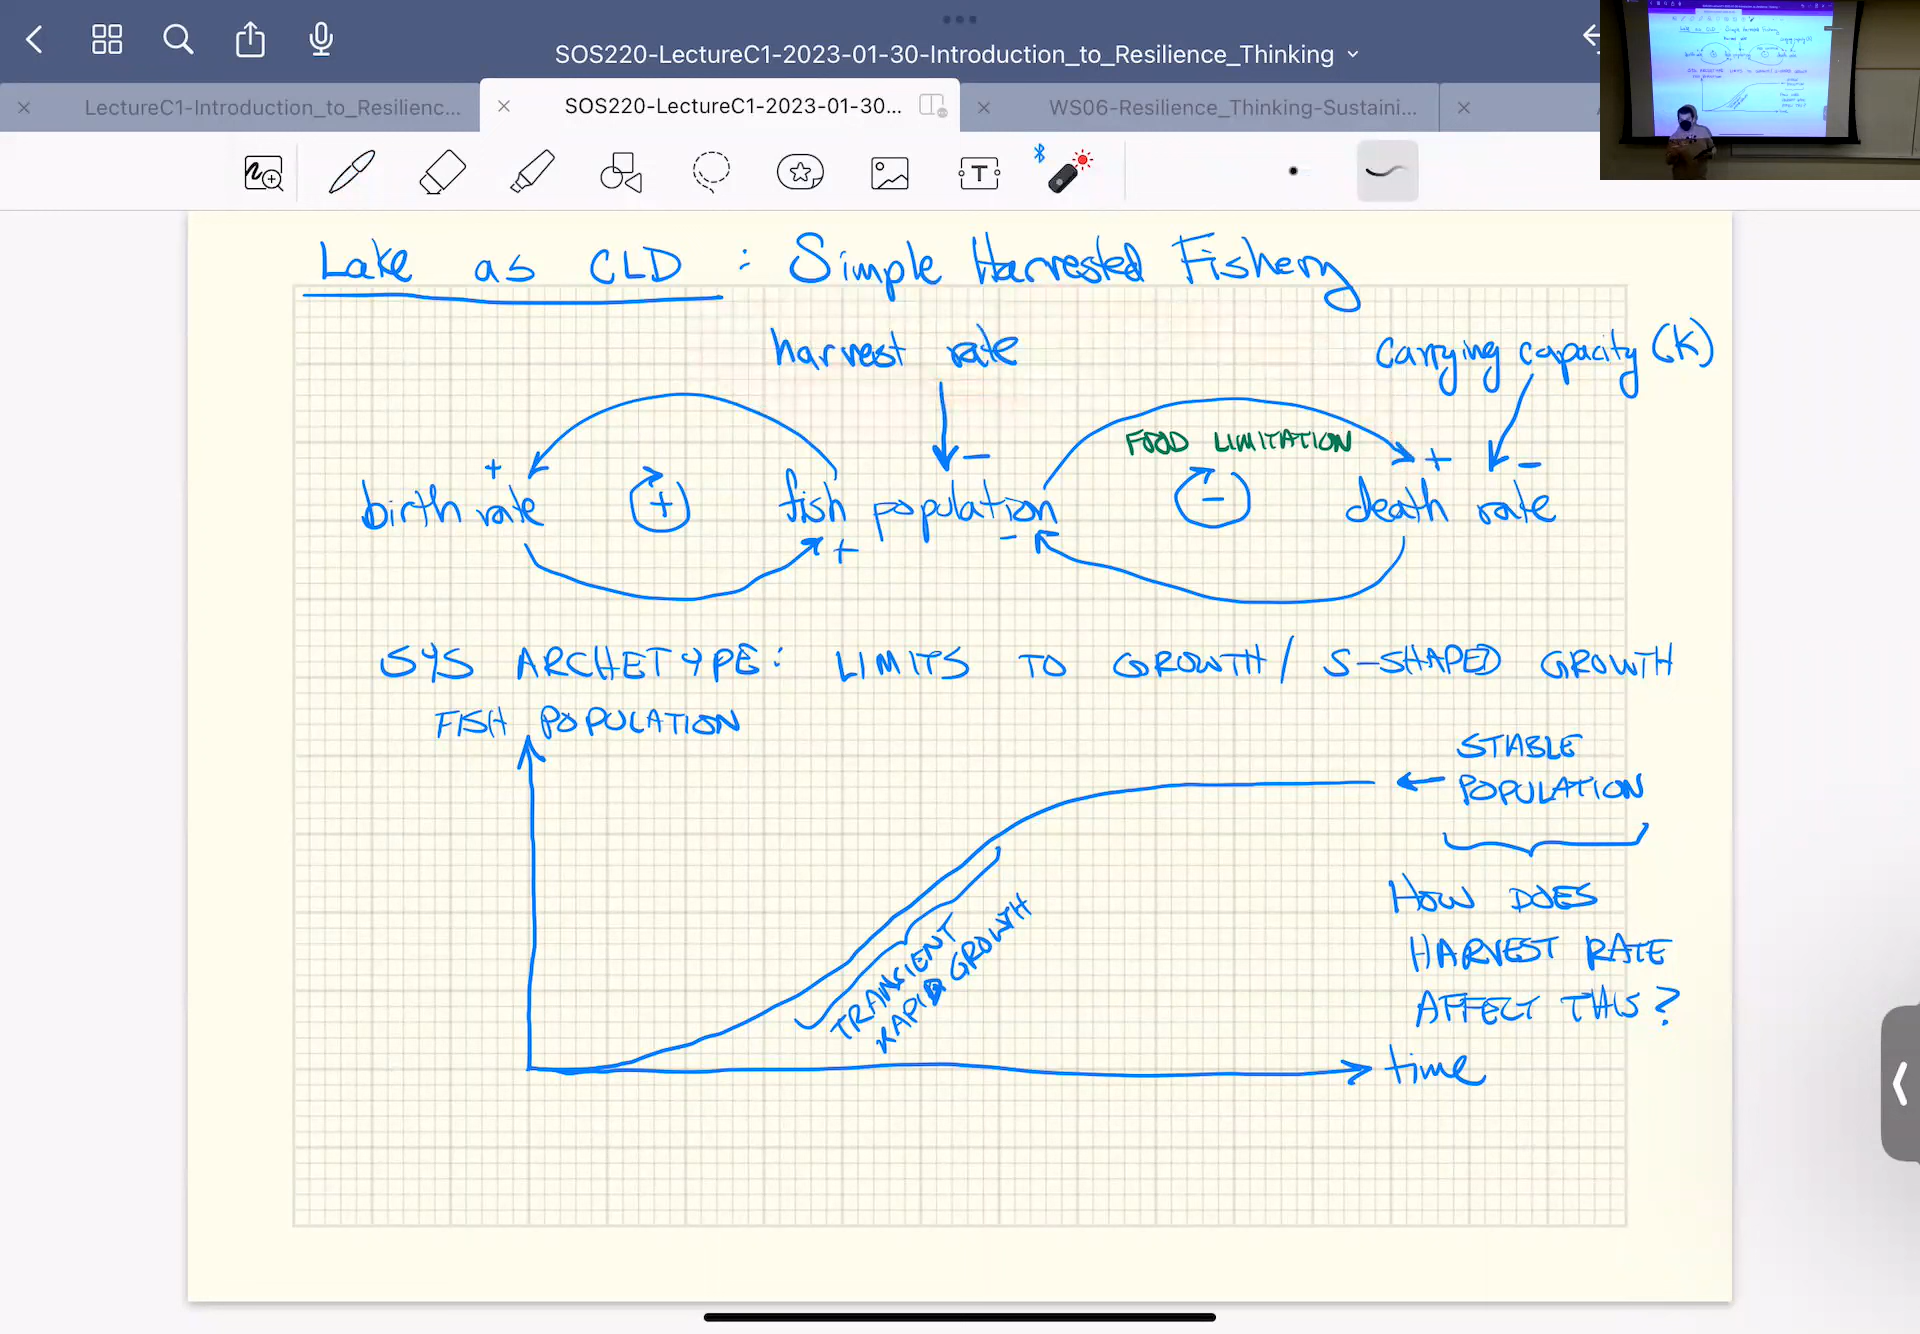 SOS220-LectureC1-2023-01-30-Introduction_to_Resilience_Thinking
LectureC1-Introduction_to_Resilienc...
SOS220-LectureC1-2023-01-30...
WS06-Resilience_Thinking-Sustaini...
T
Lake as CLD : Simple Harvested Fishery
harvest rate
carrying capacity (K)
FOOD LIMITATION
+ - + -
birth rate + fish population - death rate
+ -
SYS ARCHETYPE: LIMITS TO GROWTH / S-SHAPED GROWTH
FISH POPULATION
STABLE
POPULATION
TRANSIENT
RAPID GROWTH
HOW DOES
HARVEST RATE
AFFECT THIS?
time